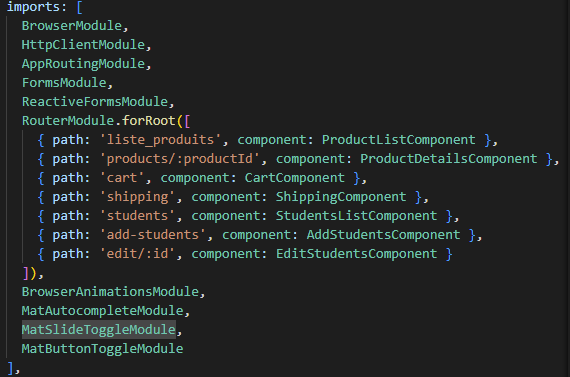 imports: [
BrowserModule,
HttpClientModule,
AppRoutingModule,
FormsModule,
ReactiveFormsModule,
RouterModule.forRoot([
{ path: 'liste_produits', component: ProductListComponent },
{ path: 'products/:productId', component: ProductDetailsComponent },
{ path: 'cart', component: CartComponent },
{ path: 'shipping', component: ShippingComponent },
{ path: 'students', component: StudentsListComponent },
{ path: 'add-students', component: AddStudentsComponent },
{ path: 'edit/:id', component: EditStudentsComponent }
]),
BrowserAnimationsModule,
MatAutocompleteModule,
MatSlideToggleModule,
MatButtonToggleModule
],